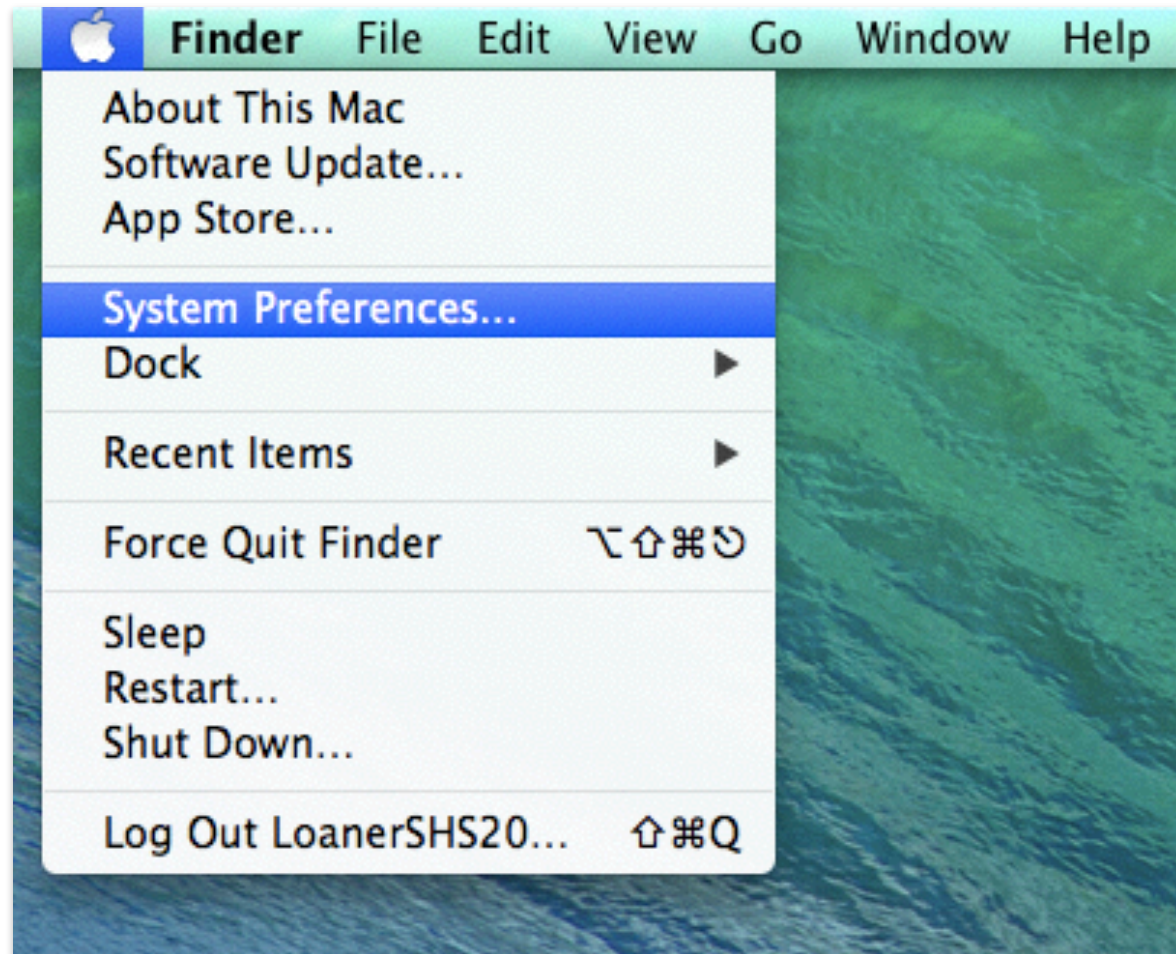 Finder File Edit View Go Window Help
About This Mac
Software Update...
App Store...
System Preferences...
Dock ▶
Recent Items ▶
Force Quit Finder ⌥⇧⌘⎋
Sleep
Restart...
Shut Down...
Log Out LoanerSHS20... ⇧⌘Q